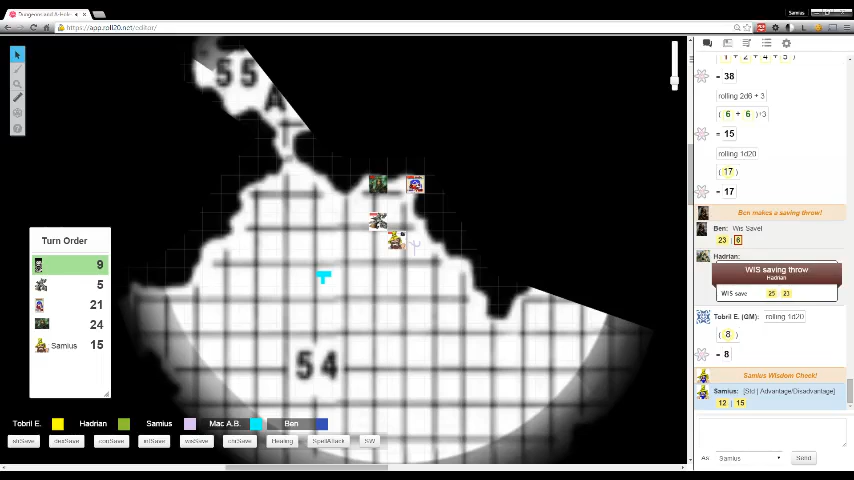 Dungeons and A-Hole
Samius
https://app.roll20.net/editor/
55
A
54
Turn Order
9
5
21
24
Samius 15
Tobril E.
Hadrian
Samius
Mac A.B.
Ben
strSave
dexSave
conSave
intSave
wisSave
chrSave
Healing
SpellAttack
SW
= 38
rolling 2d6 + 3
(6 + 6)+3
= 15
rolling 1d20
(17)
= 17
Ben makes a saving throw!
Ben: Wis Save!
23 | 6
Hadrian:
WIS saving throw
Hadrian
WIS save 25 23
Tobril E. (GM): rolling 1d20
(8)
= 8
Samius Wisdom Check!
Samius: [Std | Advantage/Disadvantage]
12 | 15
As: Samius
Send